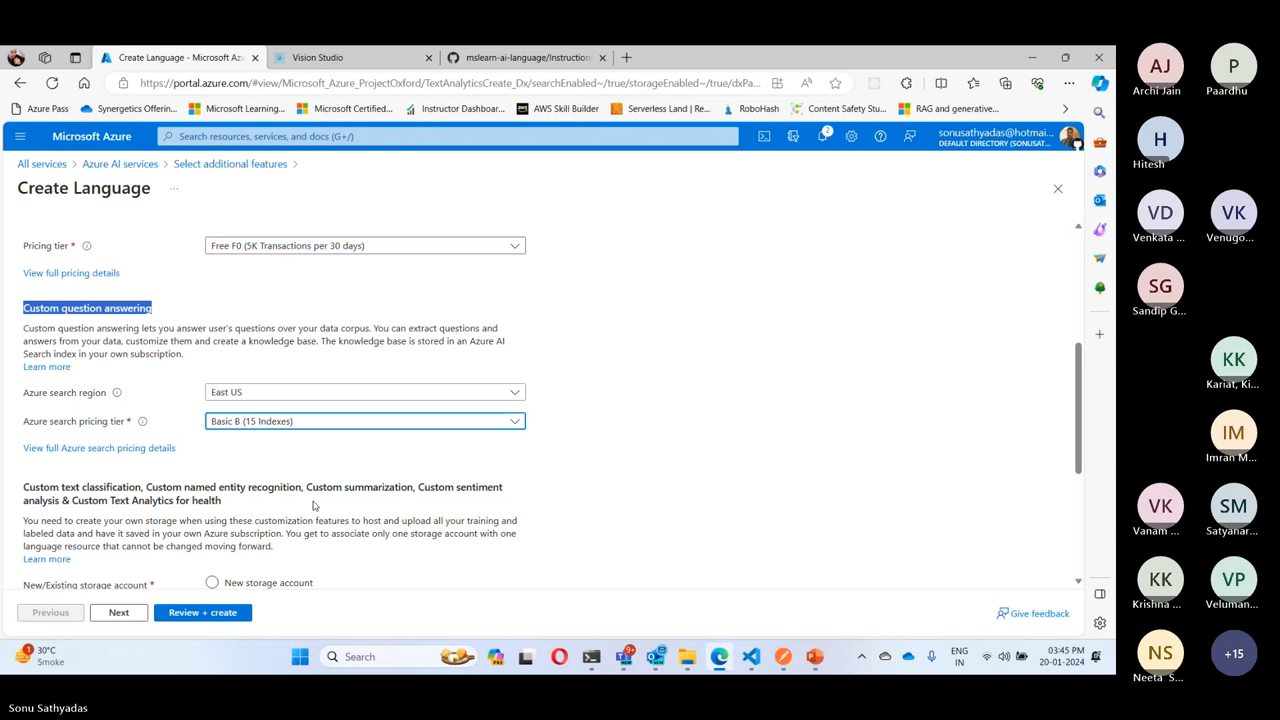 Create Language - Microsoft Azu
Vision Studio
mslearn-ai-language/Instruction
https://portal.azure.com/#view/Microsoft_Azure_ProjectOxford/TextAnalyticsCreate_Dx/searchEnabled~/true/storageEnabled~/true/dxPa...
Azure Pass
Synergetics Offerin...
Microsoft Learning...
Microsoft Certified...
Instructor Dashboar...
AWS Skill Builder
Serverless Land | Re...
RoboHash
Content Safety Stu...
RAG and generative...
Microsoft Azure
Search resources, services, and docs (G+/)
2
sonusathyadas@hotmai...
DEFAULT DIRECTORY (SONUSAT...
All services > Azure AI services > Select additional features >
Create Language
...
Pricing tier *
Free F0 (5K Transactions per 30 days)
View full pricing details
Custom question answering
Custom question answering lets you answer user's questions over your data corpus. You can extract questions and
answers from your data, customize them and create a knowledge base. The knowledge base is stored in an Azure AI
Search index in your own subscription.
Learn more
Azure search region
East US
Azure search pricing tier *
Basic B (15 Indexes)
View full Azure search pricing details
Custom text classification, Custom named entity recognition, Custom summarization, Custom sentiment
analysis & Custom Text Analytics for health
You need to create your own storage when using these customization features to host and upload all your training and
labeled data and have it saved in your own Azure subscription. You get to associate only one storage account with one
language resource that cannot be changed moving forward.
Learn more
New/Existing storage account *
New storage account
Previous
Next
Review + create
Give feedback
1
30°C
Smoke
Search
9+
ENG
IN
03:45 PM
20-01-2024
AJ
Archi Jain
P
Paardhu
H
Hitesh
VD
Venkata ...
VK
Venugo...
SG
Sandip G...
KK
Kariat, Ki...
IM
Imran M...
VK
Vanam ...
SM
Satyanar...
KK
Krishna ...
VP
Veluman...
NS
Neeta S...
+15
Sonu Sathyadas